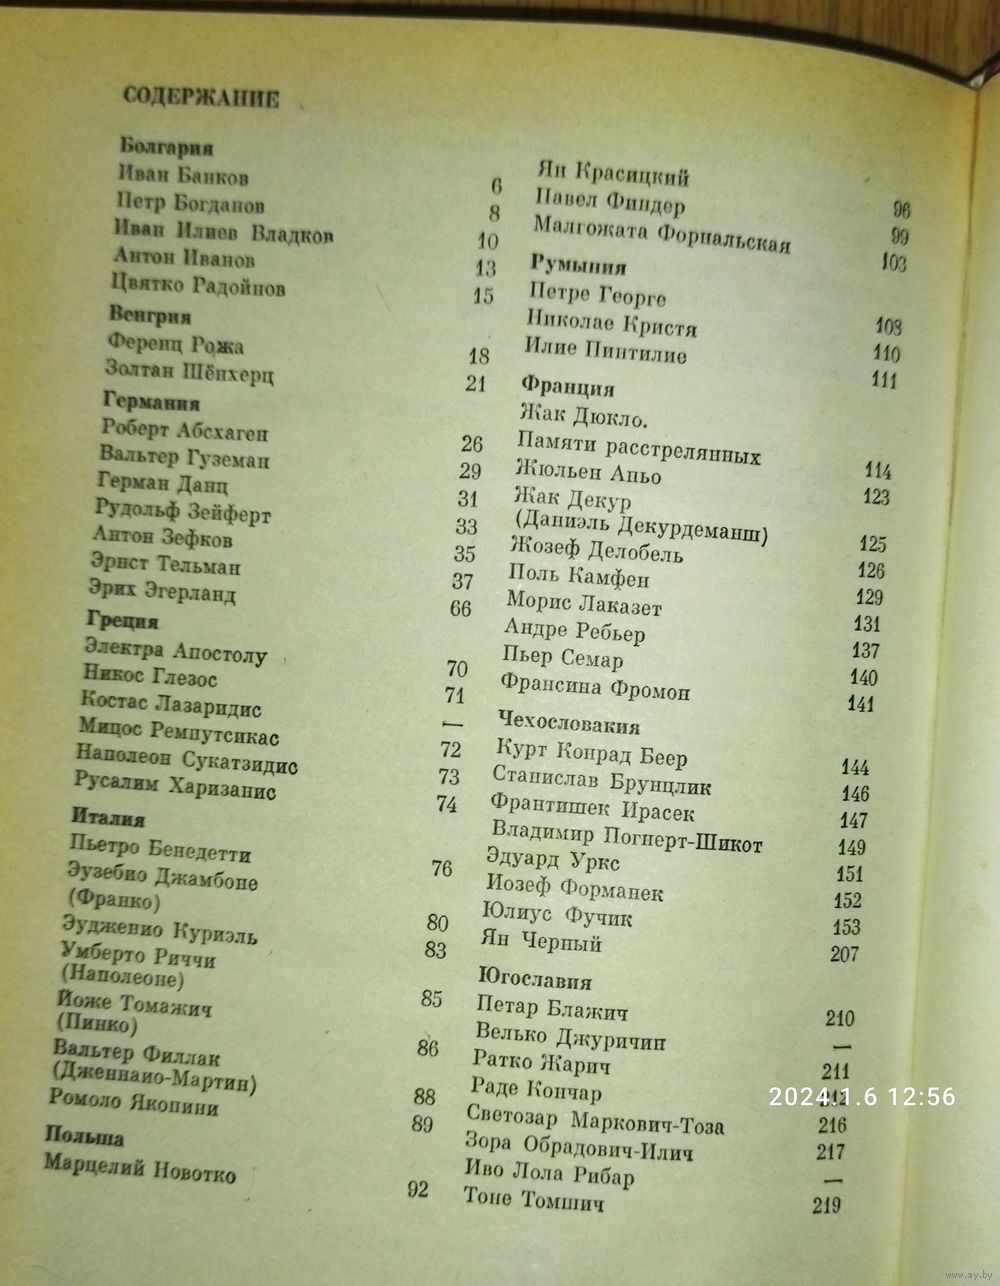 СОДЕРЖАНИЕ
Болгария
Иван Банков 6
Петр Богданов 8
Иван Илиев Владков 10
Антон Иванов 13
Цвятко Радойнов 15
Венгрия
Ференц Рожа 18
Золтан Шёнхерц 21
Германия
Роберт Абсхаген 26
Вальтер Гуземан 29
Герман Данц 31
Рудольф Зейферт 33
Антон Зефков 35
Эрнст Тельман 37
Эрих Эгерланд 66
Греция
Электра Апостолу 70
Никос Глезос 71
Костас Лазаридис —
Мицос Ремпутсикас 72
Наполеон Сукатзидис 73
Русалим Харизанис 74
Италия
Пьетро Бенедетти 76
Эузебио Джамбоне
(Франко) 80
Эудженио Куриэль 83
Умберто Риччи
(Наполеоне) 85
Йоже Томажич
(Пинко) 86
Вальтер Филлак
(Дженнаио-Мартин) 88
Ромоло Якопини 89
Польша
Марцелий Новотко 92
Ян Красицкий 96
Павел Финдер 99
Малгожата Форнальская 103
Румыния
Петре Георге 108
Николае Кристя 110
Илие Пинтилие 111
Франция
Жак Дюкло.
Памяти расстрелянных 114
Жюльен Апьо 123
Жак Декур
(Даниэль Декурдеманш) 125
Жозеф Делобель 126
Поль Камфен 129
Морис Лаказет 131
Андре Ребьер 137
Пьер Семар 140
Франсина Фромон 141
Чехословакия
Курт Конрад Беер 144
Станислав Брунцлик 146
Франтишек Ирасек 147
Владимир Погнерт-Шикот 149
Эдуард Уркс 151
Иозеф Форманек 152
Юлиус Фучик 153
Ян Черный 207
Югославия
Петар Блажич 210
Велько Джуричин —
Ратко Жарич 211
Раде Кончар
Светозар Маркович-Тоза 216
Зора Обрадович-Илич 217
Иво Лола Рибар —
Тоне Томшич 219
2024.1.6 12:56
www.ay.by